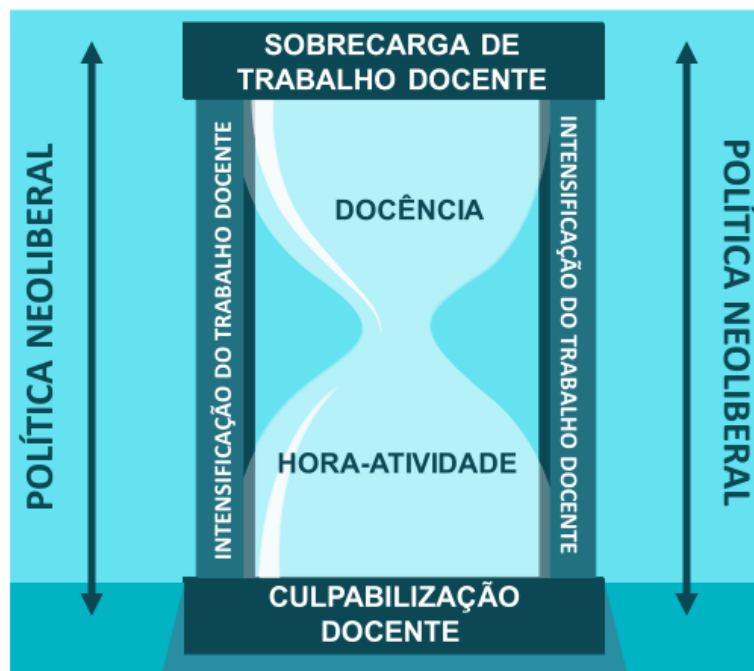 SOBRECARGA DE
TRABALHO DOCENTE
POLÍTICA NEOLIBERAL
INTENSIFICAÇÃO DO TRABALHO DOCENTE
DOCÊNCIA
HORA-ATIVIDADE
INTENSIFICAÇÃO DO TRABALHO DOCENTE
POLÍTICA NEOLIBERAL
CULPABILIZAÇÃO
DOCENTE